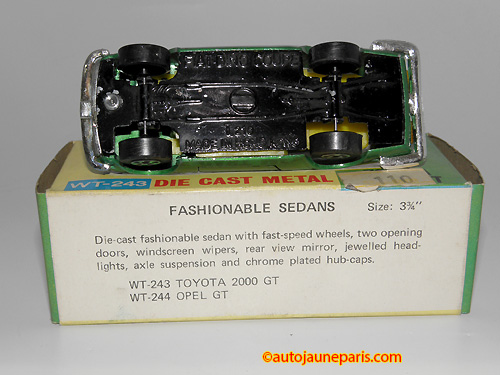 WT-243 DIE CAST METAL
FASHIONABLE SEDANS Size: 3¾"
Die-cast fashionable sedan with fast-speed wheels, two opening
doors, windscreen wipers, rear view mirror, jewelled head-
lights, axle suspension and chrome plated hub-caps.
WT-243 TOYOTA 2000 GT
WT-244 OPEL GT
©autojauneparis.com